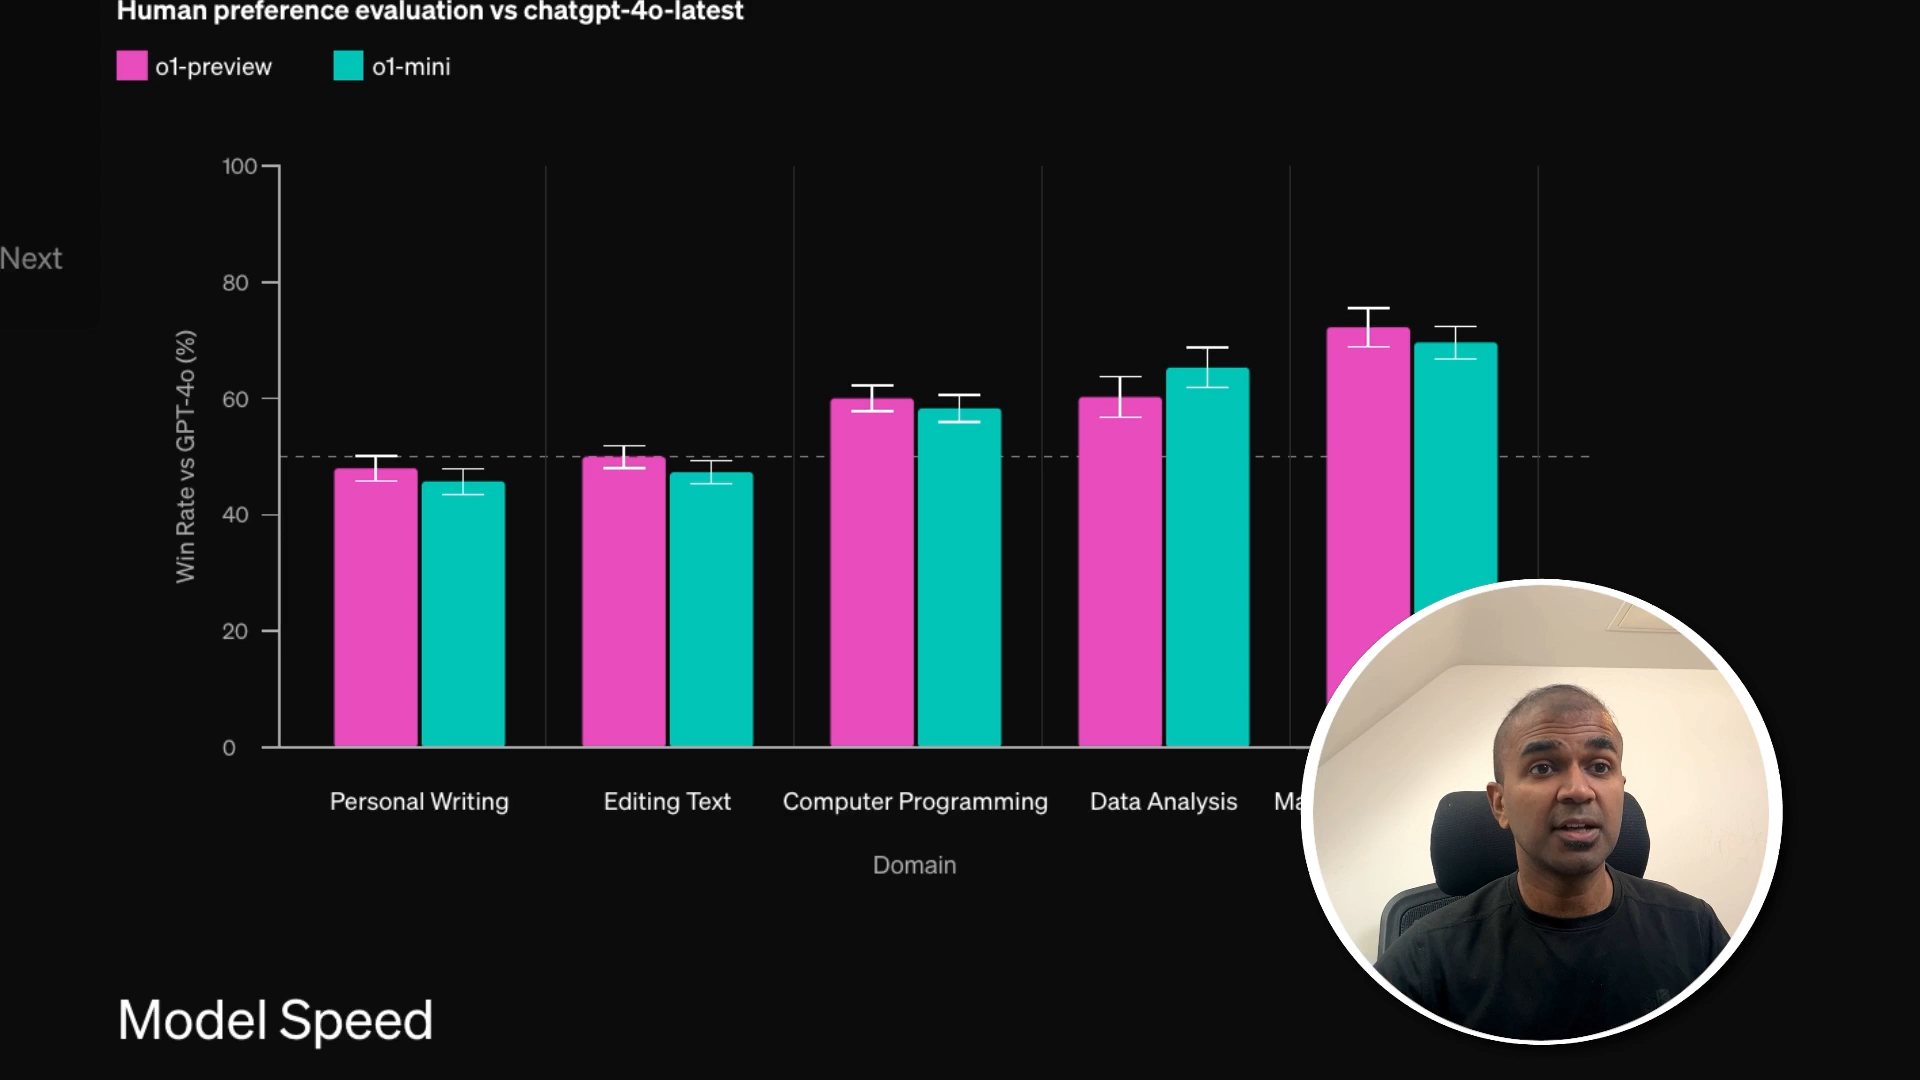 Human preference evaluation vs chatgpt-4o-latest
o1-preview
o1-mini
Next
100
80
60
40
20
0
Win Rate vs GPT-4o (%)
Personal Writing
Editing Text
Computer Programming
Data Analysis
Ma
Domain
Model Speed